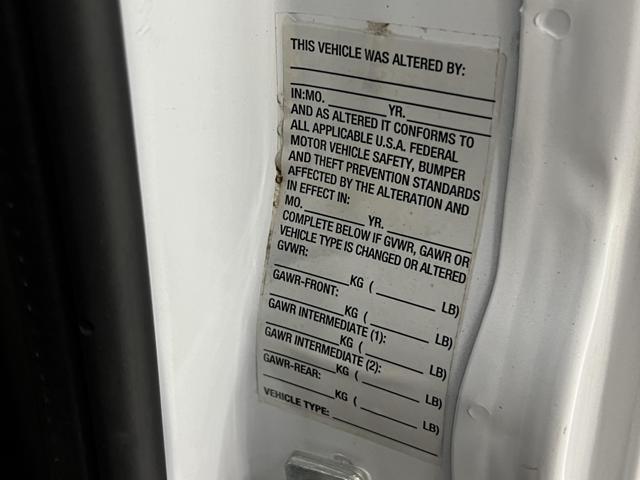 THIS VEHICLE WAS ALTERED BY:
IN:MO. YR.
AND AS ALTERED IT CONFORMS TO
ALL APPLICABLE U.S.A. FEDERAL
MOTOR VEHICLE SAFETY, BUMPER
AND THEFT PREVENTION STANDARDS
AFFECTED BY THE ALTERATION AND
IN EFFECT IN:
MO. YR.
COMPLETE BELOW IF GVWR, GAWR OR
VEHICLE TYPE IS CHANGED OR ALTERED
GVWR:
KG ( LB)
GAWR-FRONT:
KG ( LB)
GAWR INTERMEDIATE (1):
KG ( LB)
GAWR INTERMEDIATE (2):
KG ( LB)
GAWR-REAR:
KG ( LB)
VEHICLE TYPE: